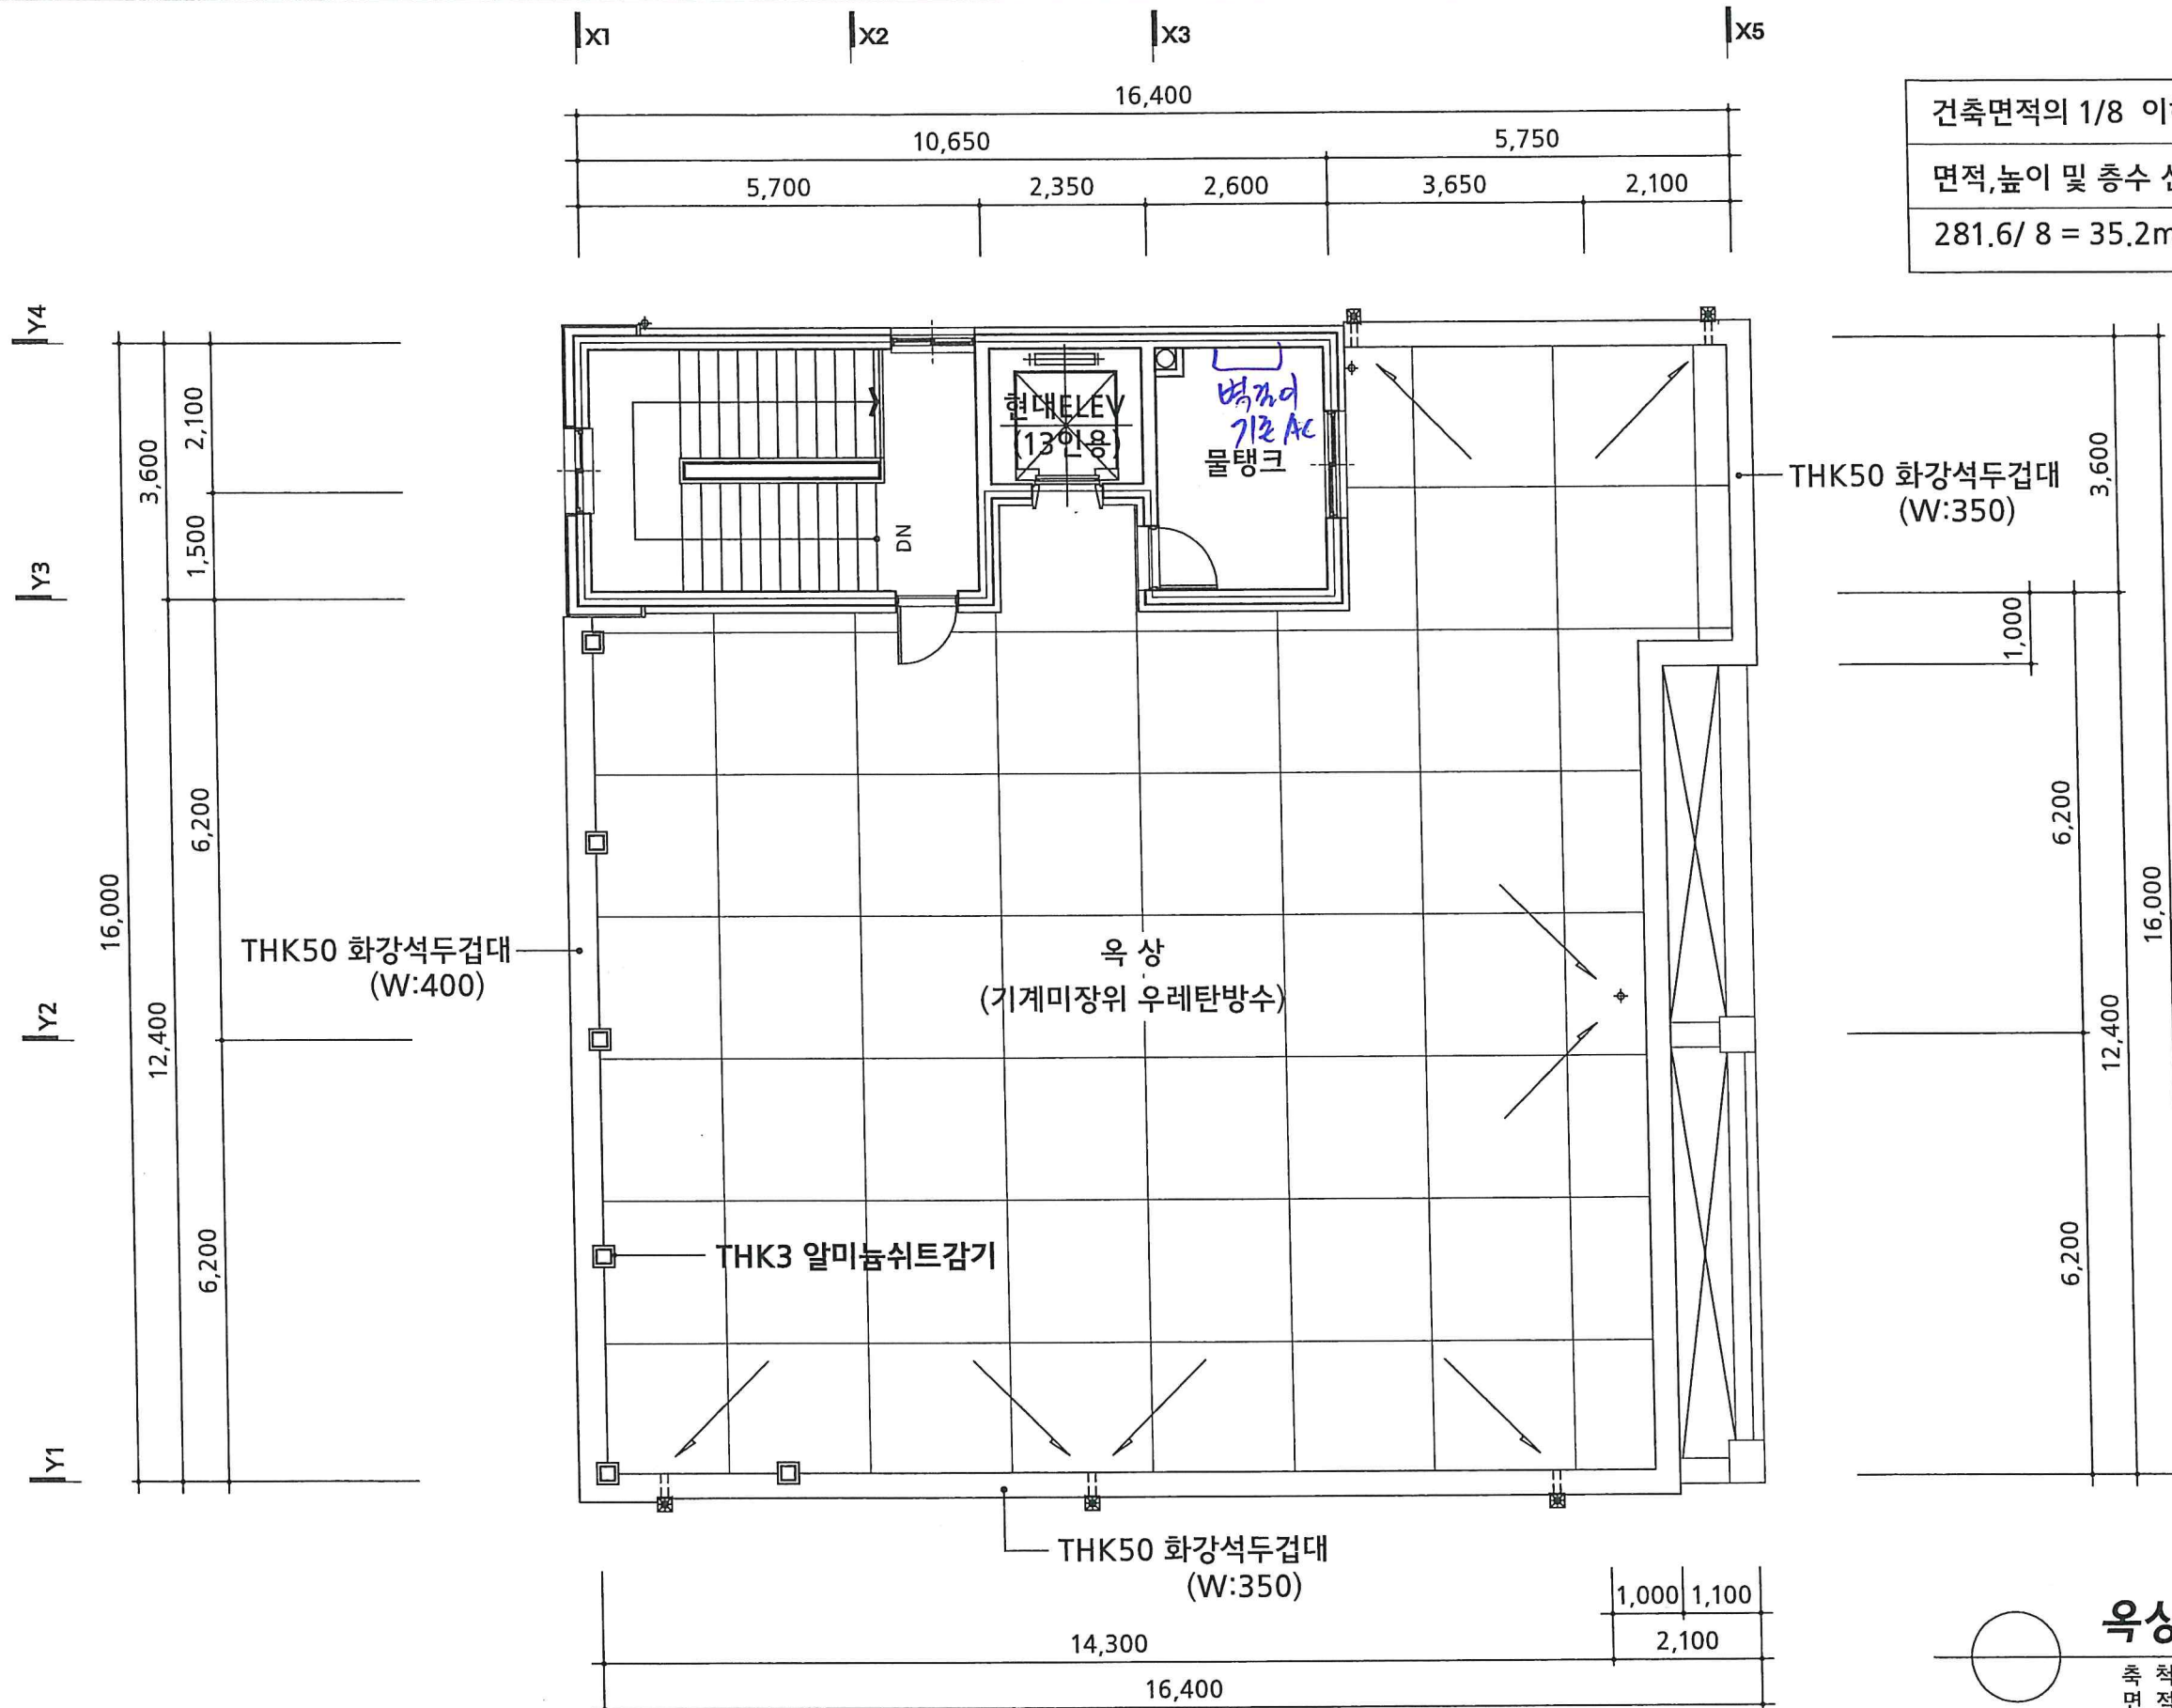 X1
X2
X3
X5
16,400
10,650
5,750
5,700
2,350
2,600
3,650
2,100
건축면적의 1/8 이
면적,높이 및 층수
281.6/ 8 = 35.2m
Y4
Y3
Y2
Y1
16,000
3,600
12,400
2,100
1,500
6,200
6,200
현대ELEV
(13인용)
벽걸이
기존 AC
물탱크
DN
THK50 화강석두겁대
(W:350)
3,600
1,000
6,200
16,000
12,400
6,200
THK50 화강석두겁대
(W:400)
옥 상
(기계미장위 우레탄방수)
THK3 알미늄쉬트감기
THK50 화강석두겁대
(W:350)
1,000
1,100
14,300
2,100
16,400
옥상
축 척
면 적